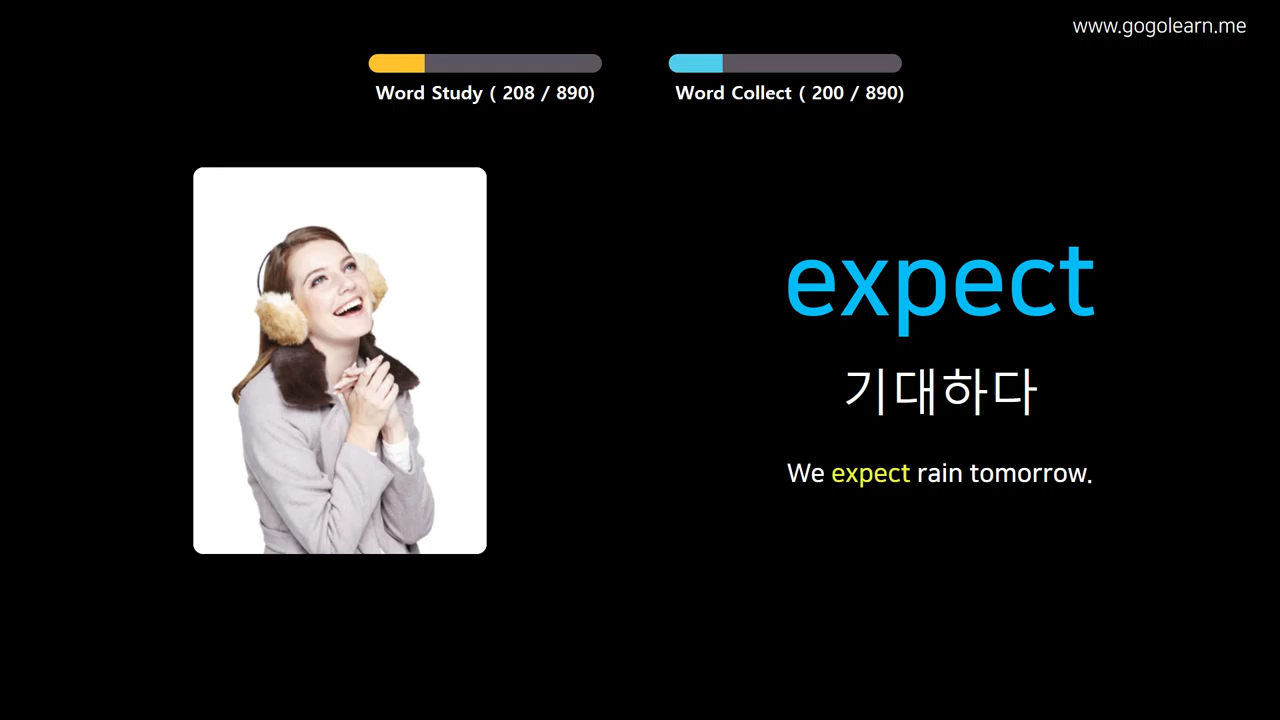 www.gogolearn.me
Word Study ( 208 / 890)
Word Collect ( 200 / 890)
expect
기대하다
We expect rain tomorrow.